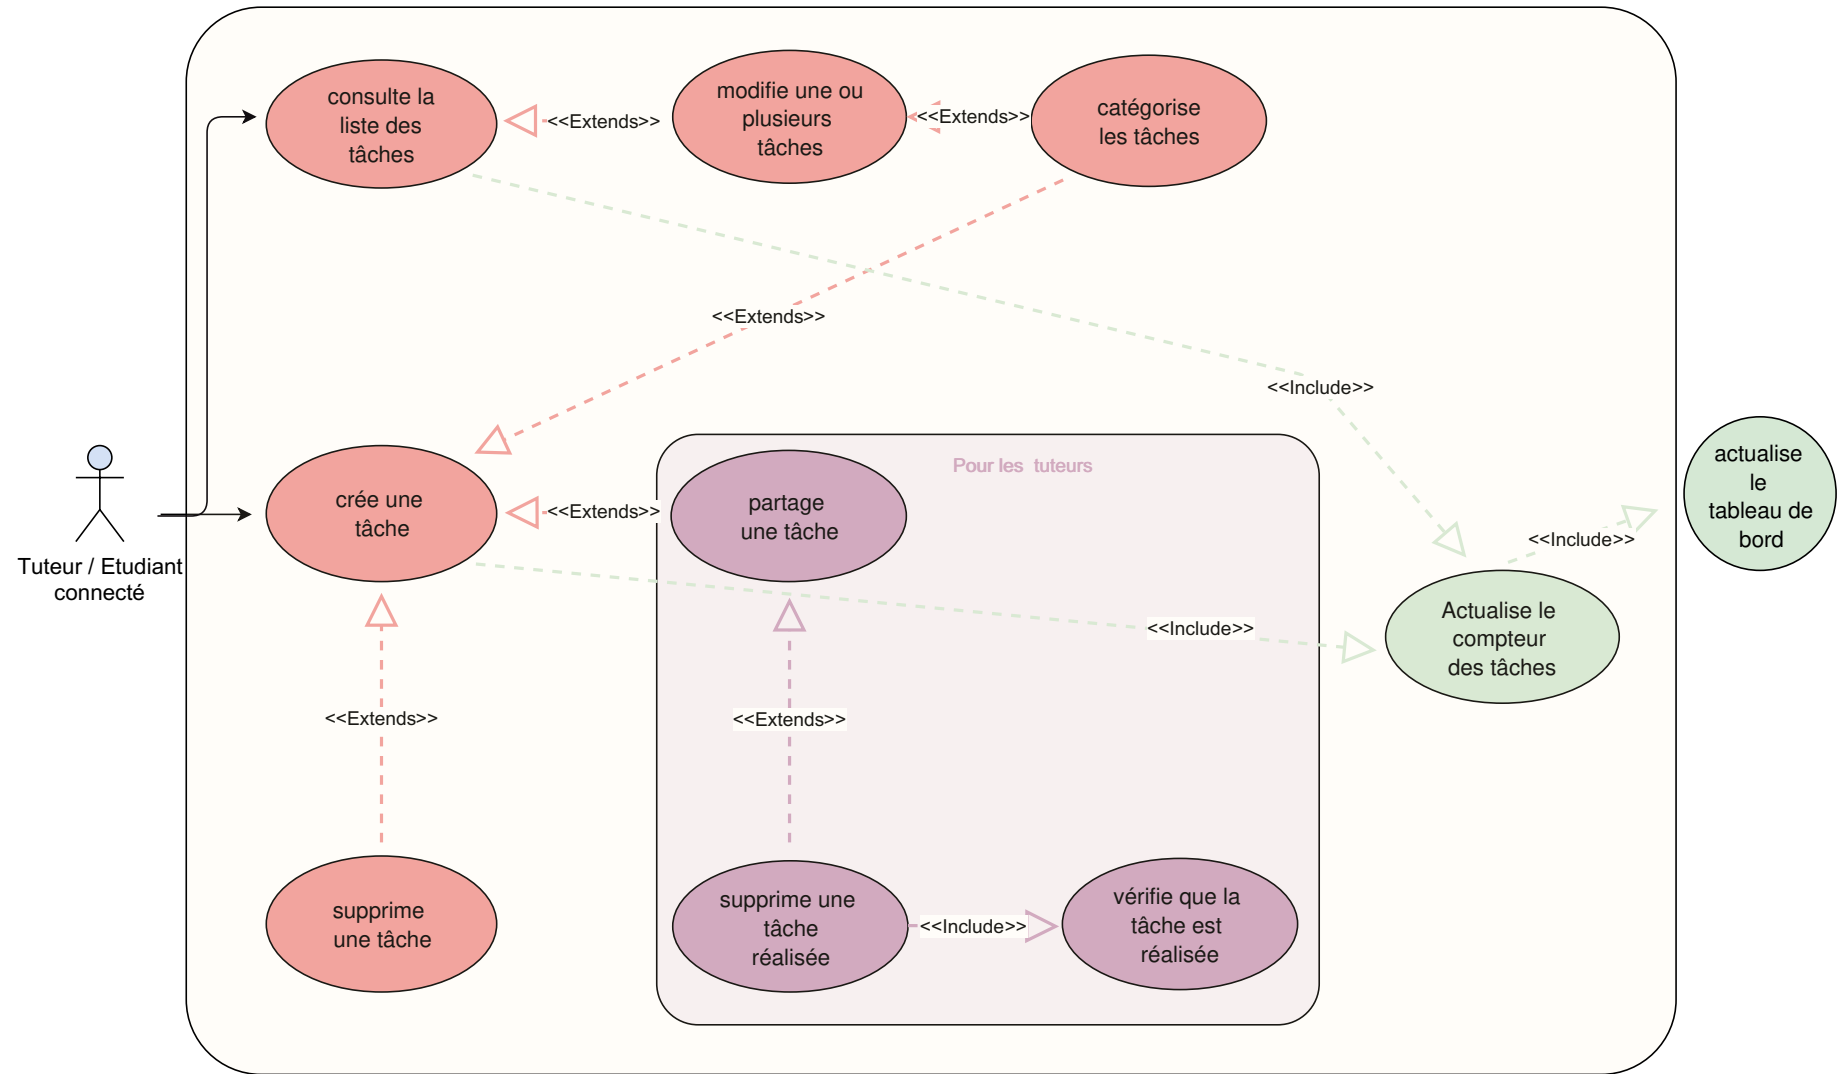 consulte la
liste des
tâches
<<Extends>>
modifie une ou
plusieurs
tâches
<<Extends>>
catégorise
les tâches
<<Extends>>
<<Include>>
Tuteur / Etudiant
connecté
crée une
tâche
<<Extends>>
Pour les  tuteurs
partage
une tâche
<<Include>>
actualise
le
tableau de
bord
<<Include>>
Actualise le
compteur
des tâches
<<Extends>>
<<Extends>>
supprime
une tâche
supprime une
tâche
réalisée
<<Include>>
vérifie que la
tâche est
réalisée